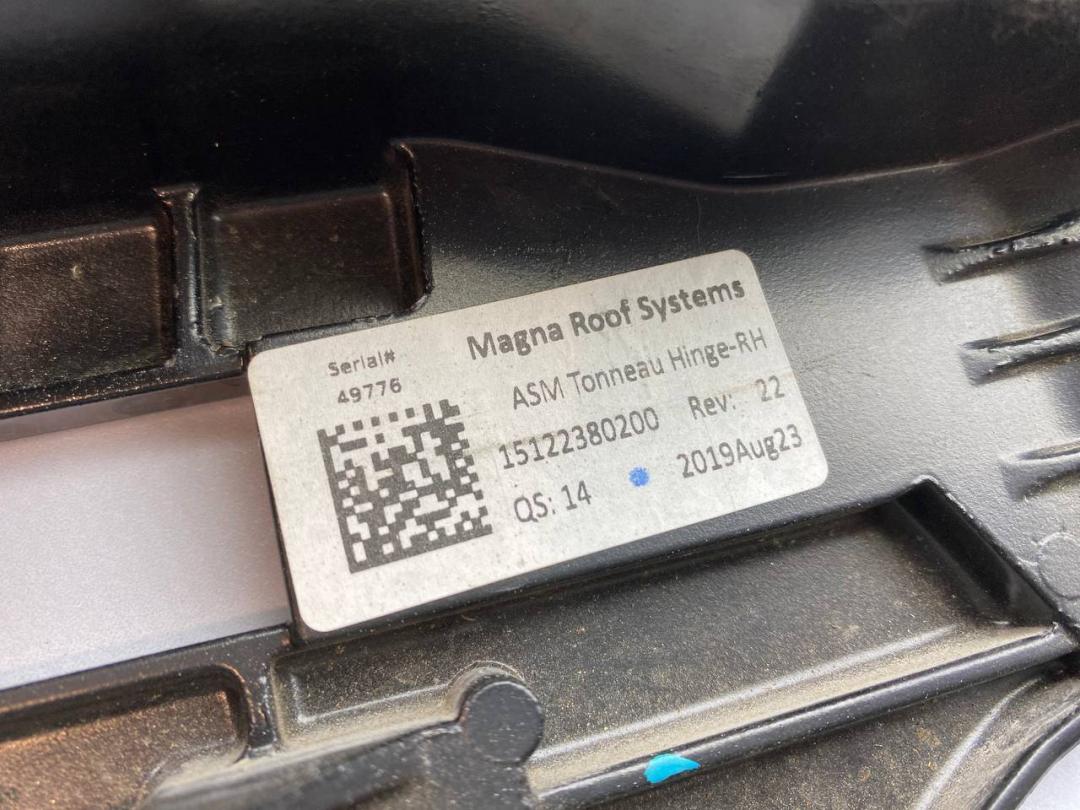 Serial#
49776
Magna Roof Systems
ASM Tonneau Hinge-RH
15122380200 Rev: 22
QS: 14 2019Aug23